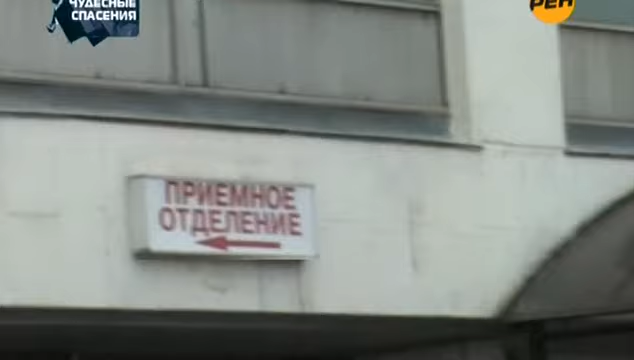 ЧУДЕСНЫЕ
СПАСЕНИЯ
РЕН
ПРИЕМНОЕ
ОТДЕЛЕНИЕ